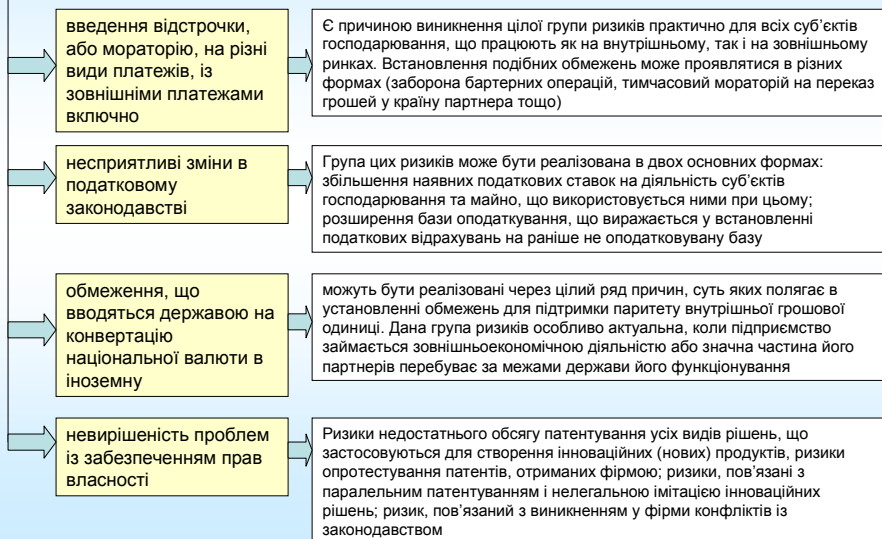 введення відстрочки,
або мораторію, на різні
види платежів, із
зовнішніми платежами
включно
Є причиною виникнення цілої групи ризиків практично для всіх суб’єктів
господарювання, що працюють як на внутрішньому, так і на зовнішньому
ринках. Встановлення подібних обмежень може проявлятися в різних
формах (заборона бартерних операцій, тимчасовий мораторій на переказ
грошей у країну партнера тощо)
несприятливі зміни в
податковому
законодавстві
Група цих ризиків може бути реалізована в двох основних формах:
збільшення наявних податкових ставок на діяльність суб’єктів
господарювання та майно, що використовується ними при цьому;
розширення бази оподаткування, що виражається у встановленні
податкових відрахувань на раніше не оподатковувану базу
обмеження, що
вводяться державою на
конвертацію
національної валюти в
іноземну
можуть бути реалізовані через цілий ряд причин, суть яких полягає в
установленні обмежень для підтримки паритету внутрішньої грошової
одиниці. Дана група ризиків особливо актуальна, коли підприємство
займається зовнішньоекономічною діяльністю або значна частина його
партнерів перебуває за межами держави його функціонування
невирішеність проблем
із забезпеченням прав
власності
Ризики недостатнього обсягу патентування усіх видів рішень, що
застосовуються для створення інноваційних (нових) продуктів, ризики
опротестування патентів, отриманих фірмою; ризики, пов’язані з
паралельним патентуванням і нелегальною імітацією інноваційних
рішень; ризик, пов’язаний з виникненням у фірми конфліктів із
законодавством